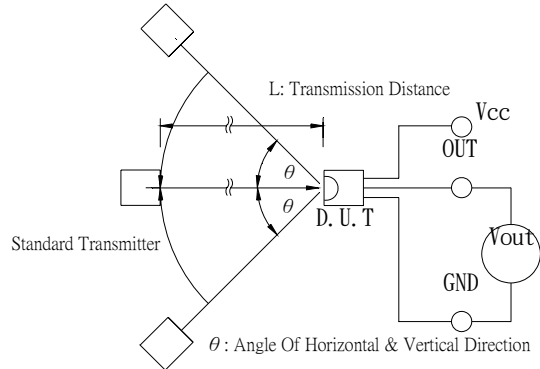 L: Transmission Distance
Vcc
OUT
θ
θ
D.U.T
Standard Transmitter
Vout
GND
θ : Angle Of Horizontal & Vertical Direction